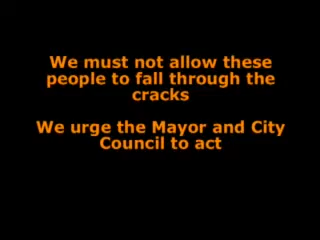 We must not allow these
people to fall through the
cracks
We urge the Mayor and City
Council to act